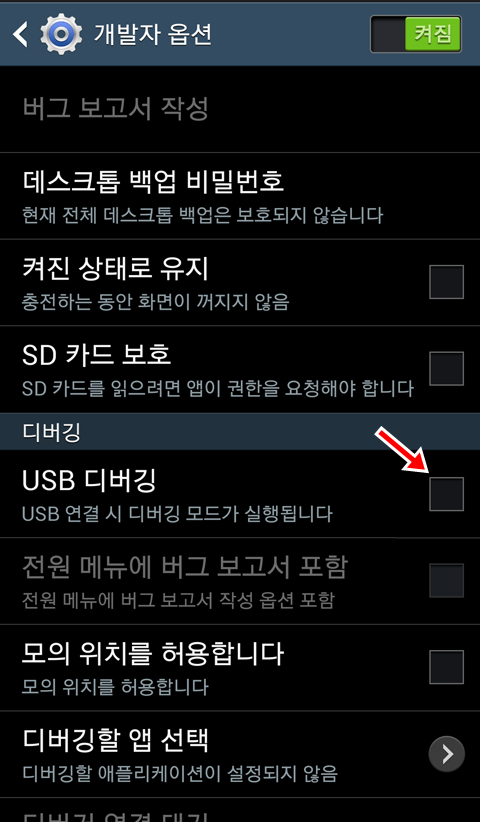 개발자 옵션
켜짐
버그 보고서 작성
데스크톱 백업 비밀번호
현재 전체 데스크톱 백업은 보호되지 않습니다
켜진 상태로 유지
충전하는 동안 화면이 꺼지지 않음
SD 카드 보호
SD 카드를 읽으려면 앱이 권한을 요청해야 합니다
디버깅
USB 디버깅
USB 연결 시 디버깅 모드가 실행됩니다
전원 메뉴에 버그 보고서 포함
전원 메뉴에 버그 보고서 작성 옵션 포함
모의 위치를 허용합니다
모의 위치를 허용합니다
디버깅할 앱 선택
디버깅할 애플리케이션이 설정되지 않음